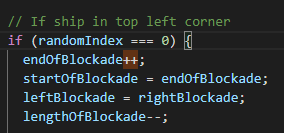 // If ship in top left corner
if (randomIndex === 0) {
endOfBlockade++;
startOfBlockade = endOfBlockade;
leftBlockade = rightBlockade;
lengthOfBlockade--;